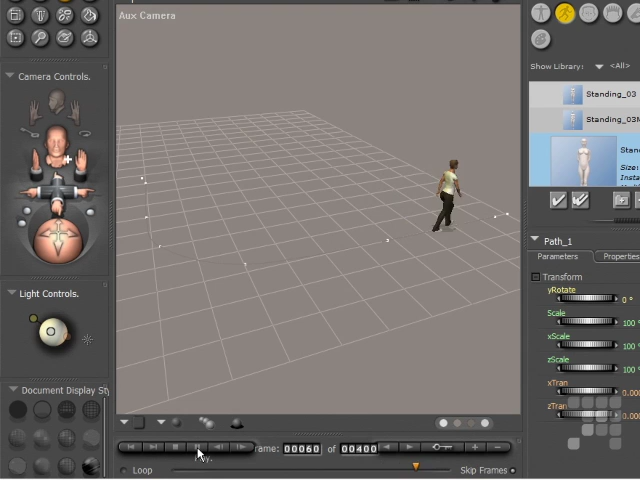 Aux Camera
Camera Controls.
Light Controls.
Document Display St
Show Library:
<All>
Standing_03
Standing_03M
Stan
Size:
Insta
Path_1
Parameters
Properties
Transform
yRotate
0 °
Scale
100 %
xScale
100 %
zScale
100 %
xTran
0.000
zTran
0.000
rame: 00060 of 00400
Loop
Skip Frames